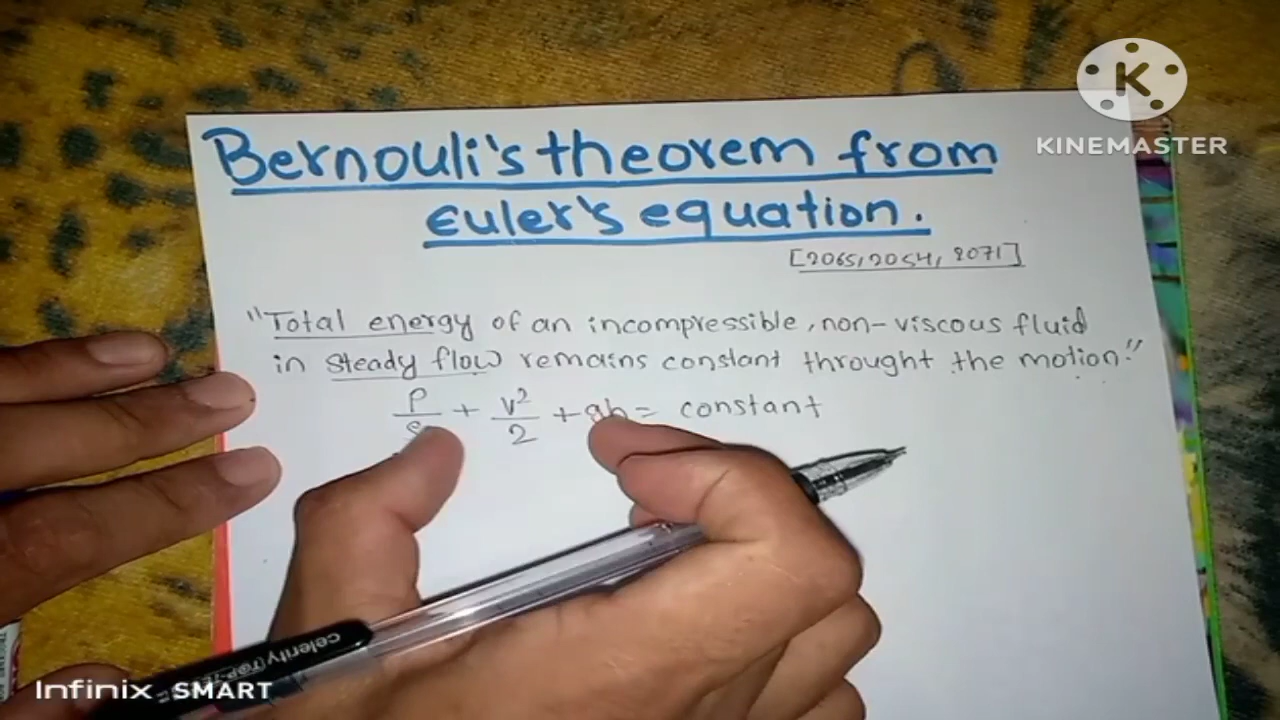 KINEMASTER
Bernouli's theorem from
Euler's equation.
[2065, 2054, 2071]
"Total energy of an incompressible, non-viscous fluid
in steady flow remains constant throught the motion."
P/ρ + v²/2 + gh = constant
celerity
Infinix SMART